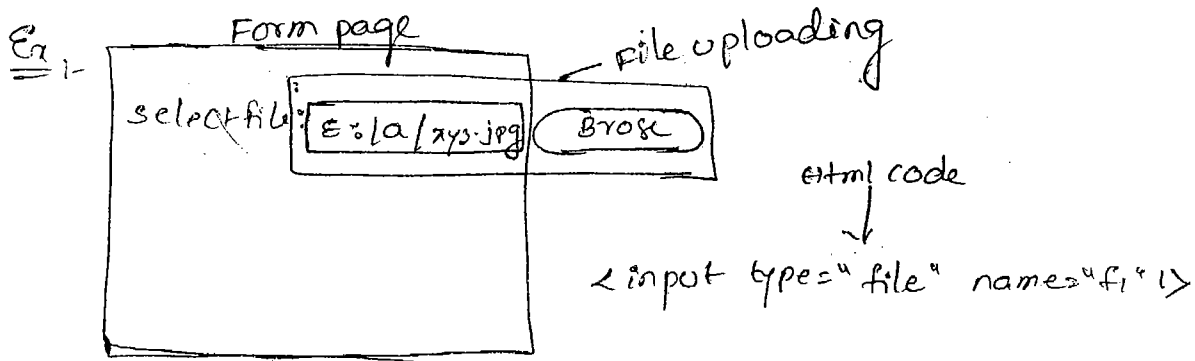 Ex :-
Form page
File uploading
select file: E:/a/xyz.jpg Brose
Html code
<input type="file" name="f1" />